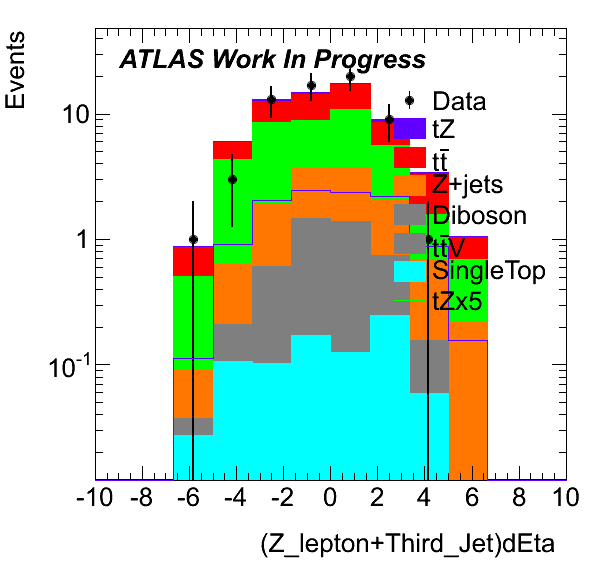 Events
ATLAS Work In Progress
Data
tZ
tt̄
Z+jets
Diboson
tt̄V
SingleTop
tZx5
10
1
10⁻¹
-10 -8 -6 -4 -2 0 2 4 6 8 10
(Z_lepton+Third_Jet)dEta